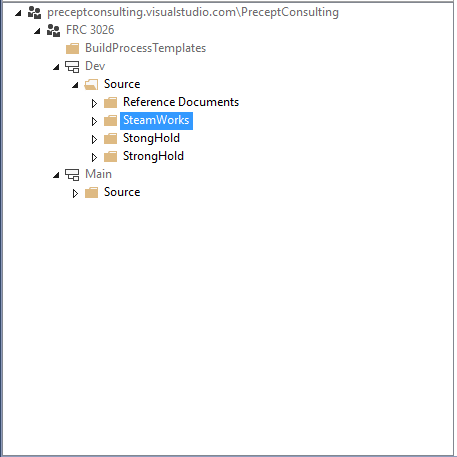 preceptconsulting.visualstudio.com\PreceptConsulting
FRC 3026
BuildProcessTemplates
Dev
Source
Reference Documents
SteamWorks
StongHold
StrongHold
Main
Source